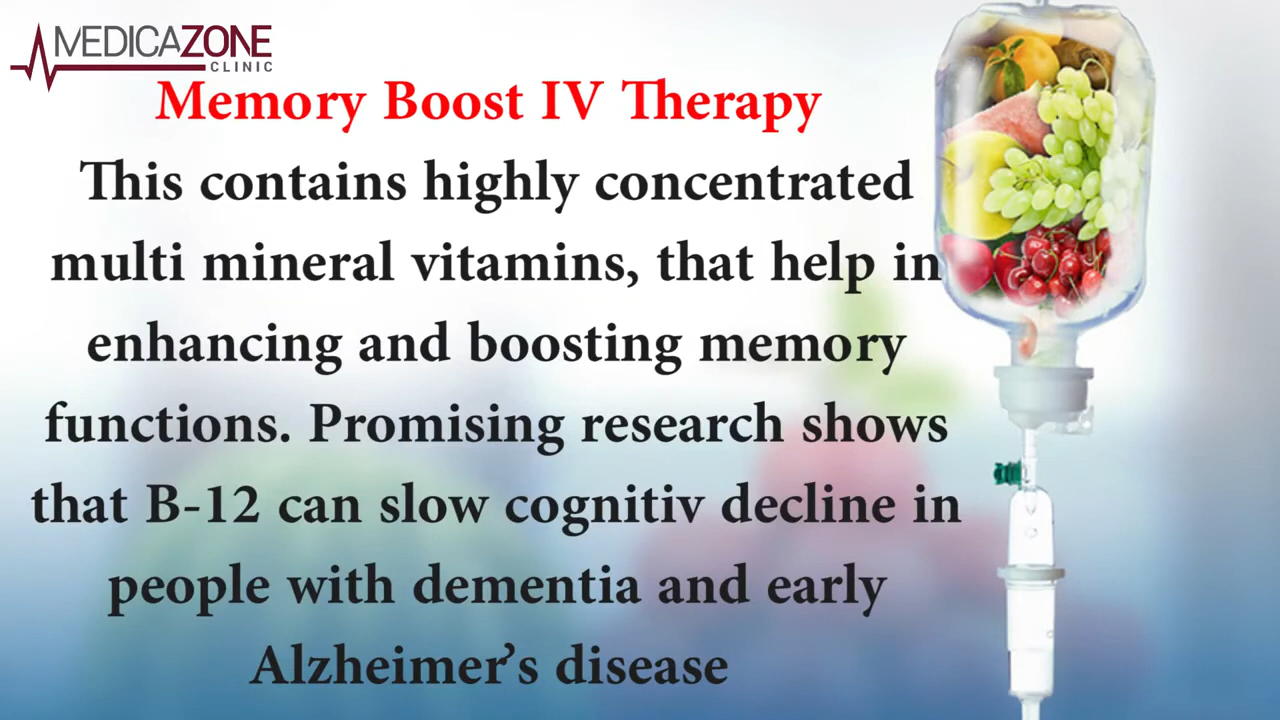 MEDICAZONE
CLINIC
Memory Boost IV Therapy
This contains highly concentrated
multi mineral vitamins, that help in
enhancing and boosting memory
functions. Promising research shows
that B-12 can slow cognitiv decline in
people with dementia and early
Alzheimer's disease